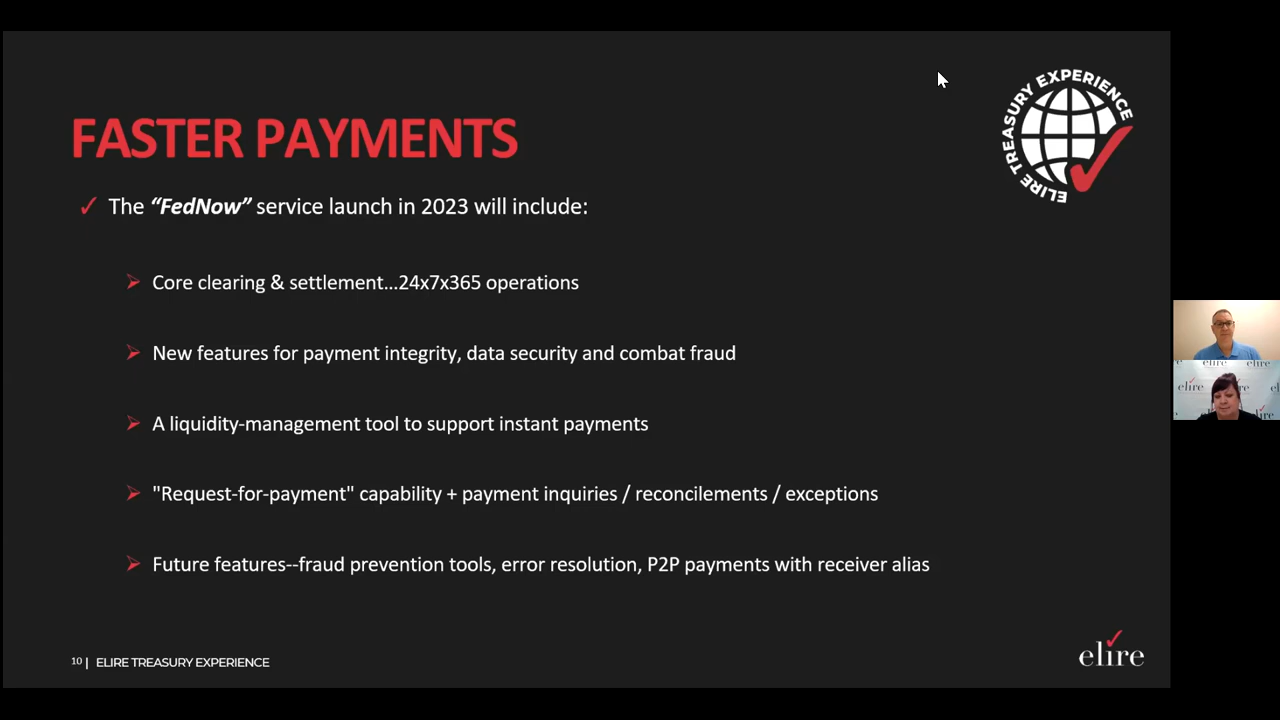 FASTER PAYMENTS
ELIRE TREASURY EXPERIENCE
The “FedNow” service launch in 2023 will include:
Core clearing & settlement...24x7x365 operations
New features for payment integrity, data security and combat fraud
A liquidity-management tool to support instant payments
"Request-for-payment" capability + payment inquiries / reconcilements / exceptions
Future features--fraud prevention tools, error resolution, P2P payments with receiver alias
elire
10 | ELIRE TREASURY EXPERIENCE
elire